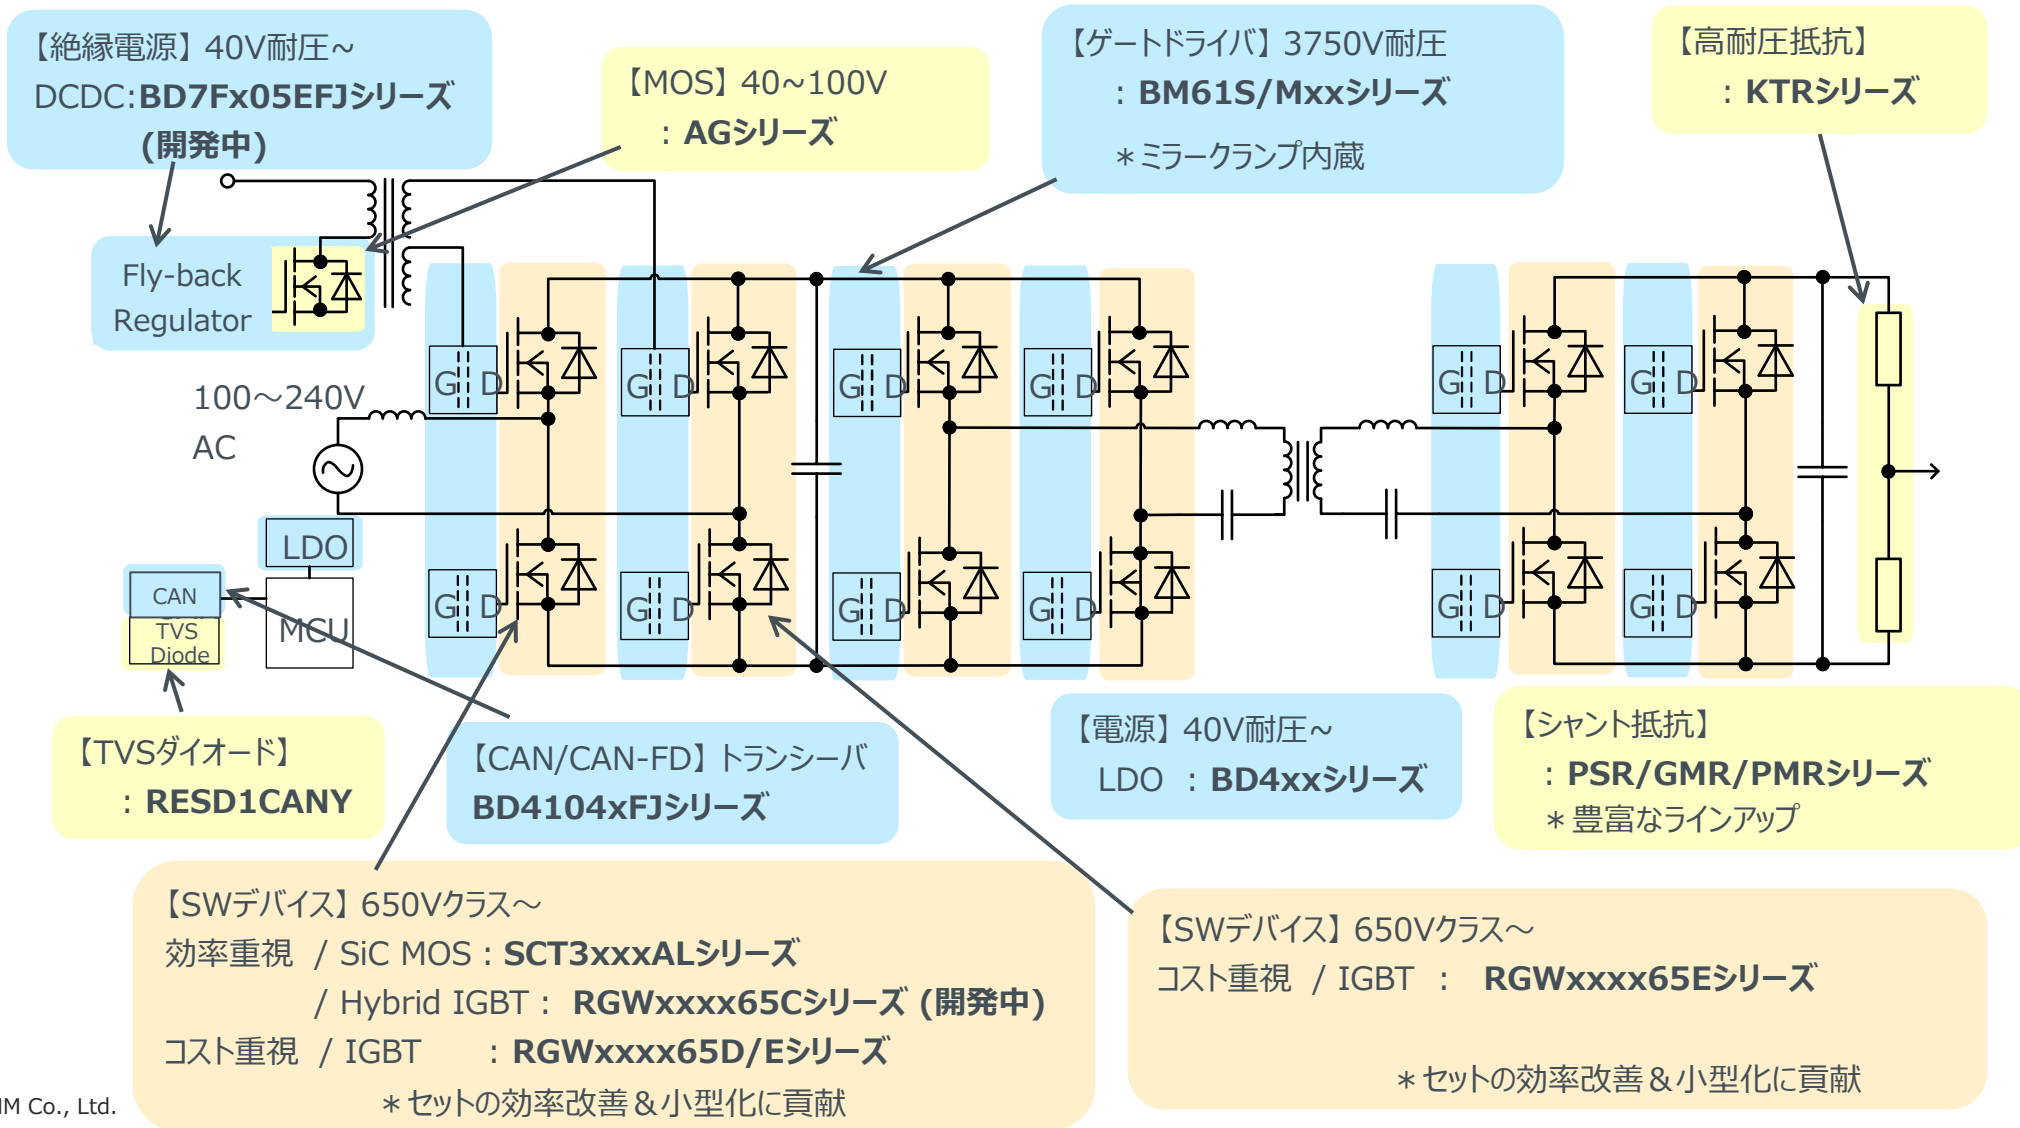 【絶縁電源】40V耐圧~
DCDC:BD7Fx05EFJシリーズ
(開発中)
【MOS】40~100V
：AGシリーズ
【ゲートドライバ】3750V耐圧
：BM61S/Mxxシリーズ
＊ミラークランプ内蔵
【高耐圧抵抗】
：KTRシリーズ
Fly-back
Regulator
100～240V
AC
G D
G D
G D
G D
G D
G D
G D
G D
G D
G D
G D
G D
LDO
CAN
TVS
Diode
MCU
【TVSダイオード】
：RESD1CANY
【CAN/CAN-FD】トランシーバ
BD4104xFJシリーズ
【電源】40V耐圧~
LDO ：BD4xxシリーズ
【シャント抵抗】
：PSR/GMR/PMRシリーズ
＊豊富なラインアップ
【SWデバイス】650Vクラス～
効率重視 / SiC MOS：SCT3xxxALシリーズ
/ Hybrid IGBT： RGWxxxx65Cシリーズ (開発中)
コスト重視 / IGBT ：RGWxxxx65D/Eシリーズ
＊セットの効率改善＆小型化に貢献
【SWデバイス】650Vクラス～
コスト重視 / IGBT ： RGWxxxx65Eシリーズ
＊セットの効率改善＆小型化に貢献
Co., Ltd.